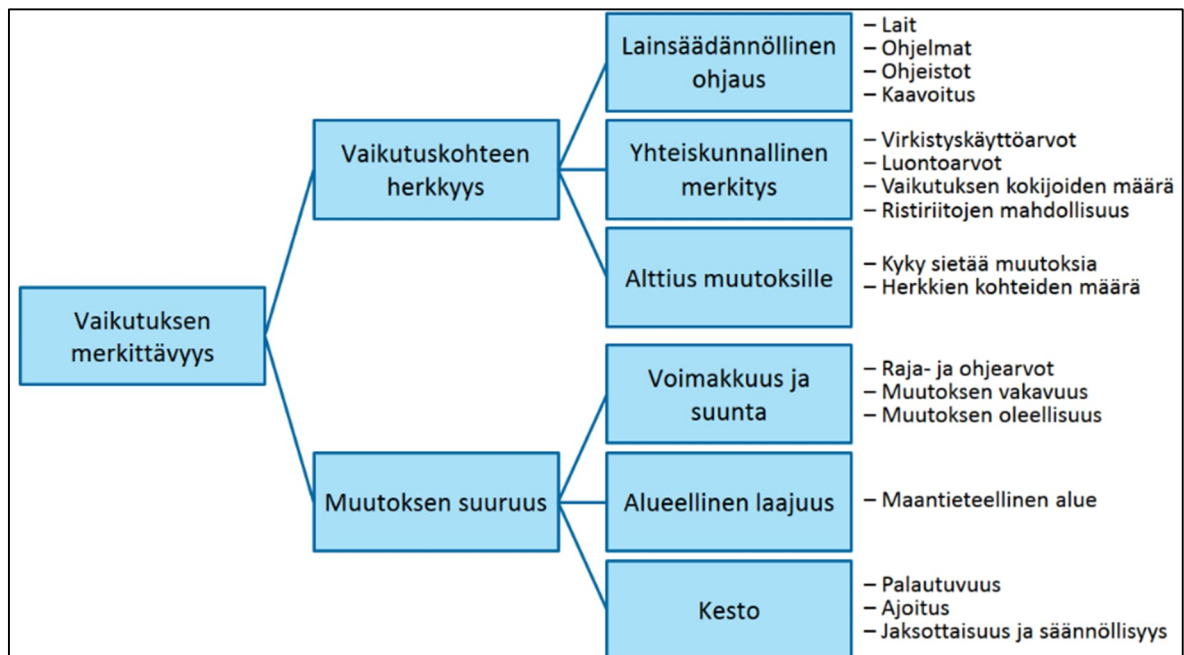 Vaikutuksen
merkittävyys
Vaikutuskohteen
herkkyys
Lainsäädännöllinen
ohjaus
– Lait
– Ohjelmat
– Ohjeistot
– Kaavoitus
Yhteiskunnallinen
merkitys
– Virkistyskäyttöarvot
– Luontoarvot
– Vaikutuksen kokijoiden määrä
– Ristiriitojen mahdollisuus
Alttius muutoksille
– Kyky sietää muutoksia
– Herkkien kohteiden määrä
Muutoksen suuruus
Voimakkuus ja
suunta
– Raja- ja ohjearvot
– Muutoksen vakavuus
– Muutoksen oleellisuus
Alueellinen laajuus
– Maantieteellinen alue
Kesto
– Palautuvuus
– Ajoitus
– Jaksottaisuus ja säännöllisyys